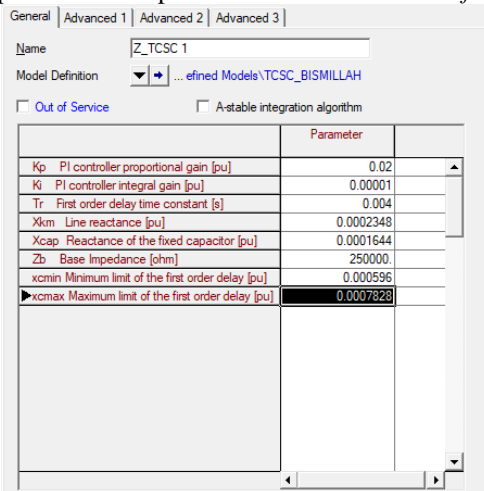 General Advanced 1 Advanced 2 Advanced 3
Name Z_TCSC 1
Model Definition ... efined Models\TCSC_BISMILLAH
Out of Service A-stable integration algorithm
Parameter
Kp PI controller proportional gain [pu] 0.02
Ki PI controller integral gain [pu] 0.00001
Tr First order delay time constant [s] 0.004
Xkm Line reactance [pu] 0.0002348
Xcap Reactance of the fixed capacitor [pu] 0.0001644
Zb Base Impedance [ohm] 250000.
xcmin Minimum limit of the first order delay [pu] 0.000596
xcmax Maximum limit of the first order delay [pu] 0.0007828